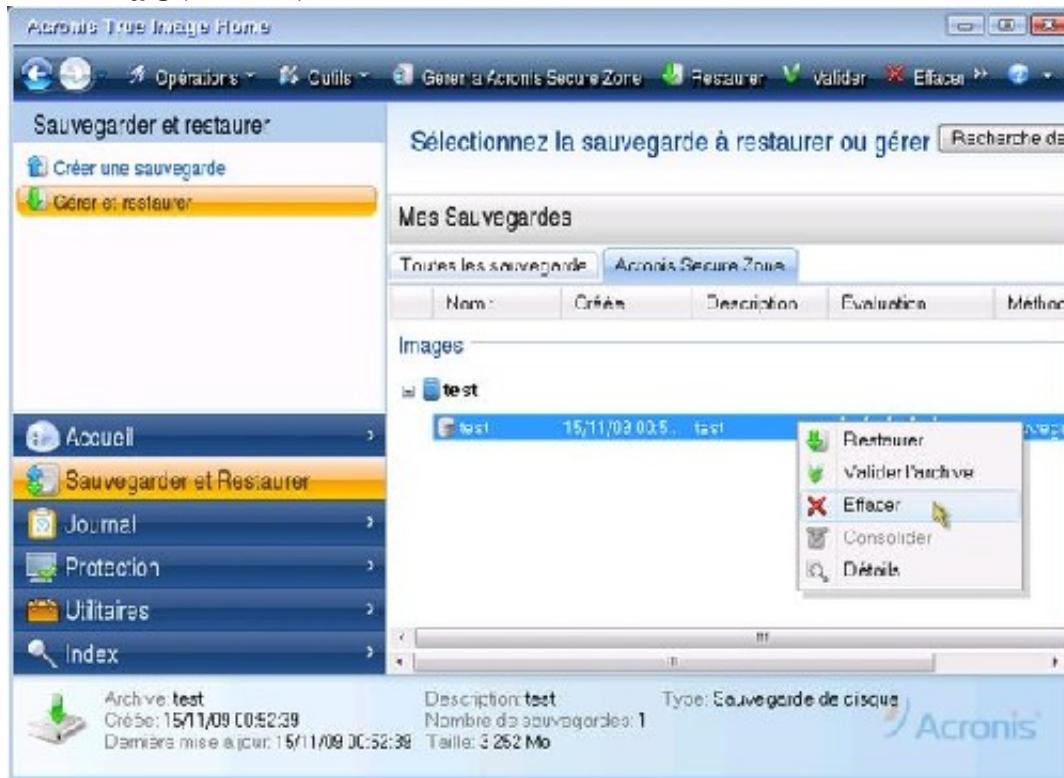 Acronis True Image Home
Opérations Outils Gérer la Acronis Secure Zone Restaurer Valider Effacer
Sauvegarder et restaurer
Créer une sauvegarde
Gérer et restaurer
Sélectionnez la sauvegarde à restaurer ou gérer
Recherche de
Mes Sauvegardes
Toutes les sauvegarde Acronis Secure Zone
Nom Créée Description Evaluation Méthod
Images
test
test 15/11/09 00:5... test
Restaurer
Valider l'archive
Effacer
Consolider
Détails
Accueil
Sauvegarder et Restaurer
Journal
Protection
Utilitaires
Index
Archive: test
Créée: 15/11/09 00:52:39
Dernière mise à jour: 15/11/09 00:52:39
Description: test
Nombre de sauvegardes: 1
Taille: 3 252 Mo
Type: Sauvegarde de disque
Acronis